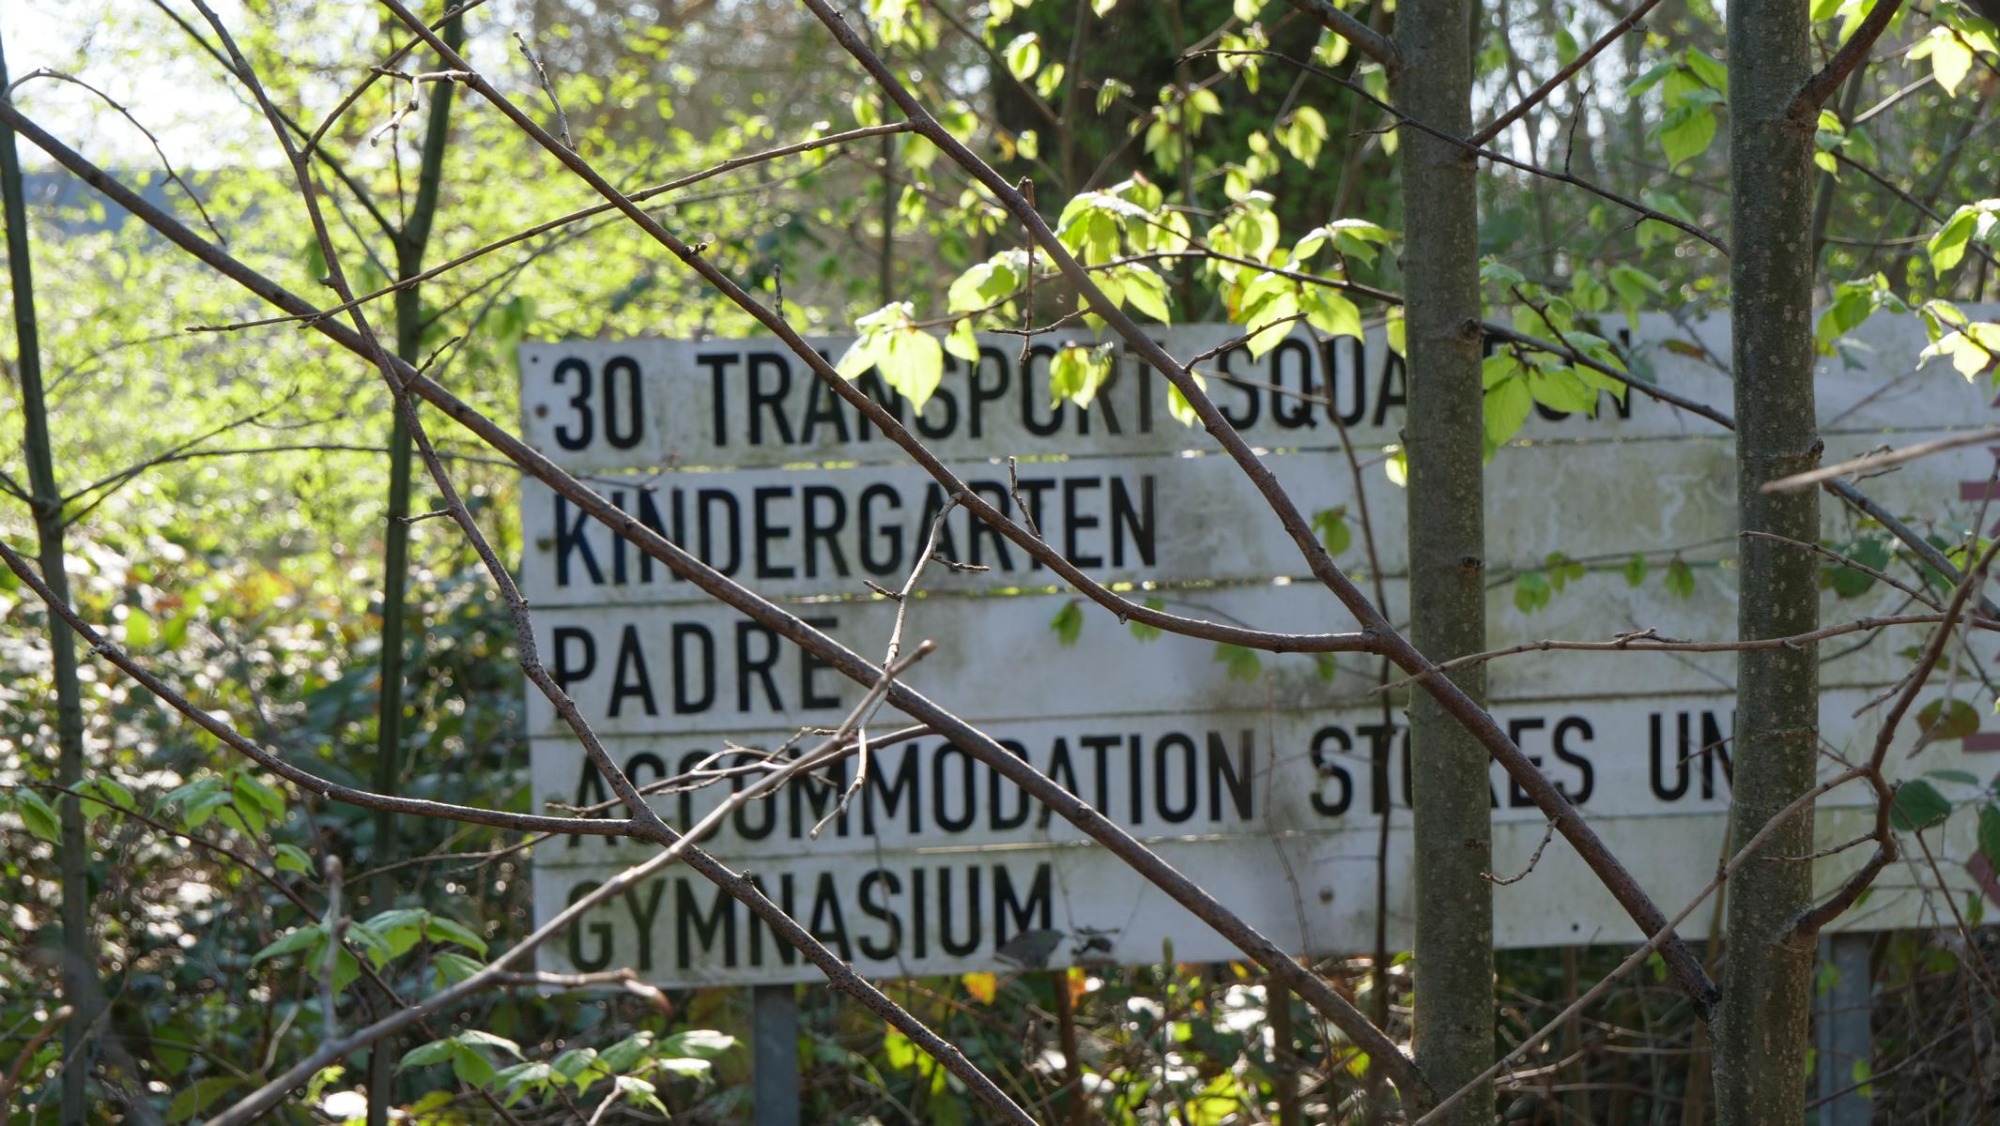 30 TRANSPORT SQUADRON
KINDERGARTEN
PADRE
ACCOMMODATION STORES UN
GYMNASIUM